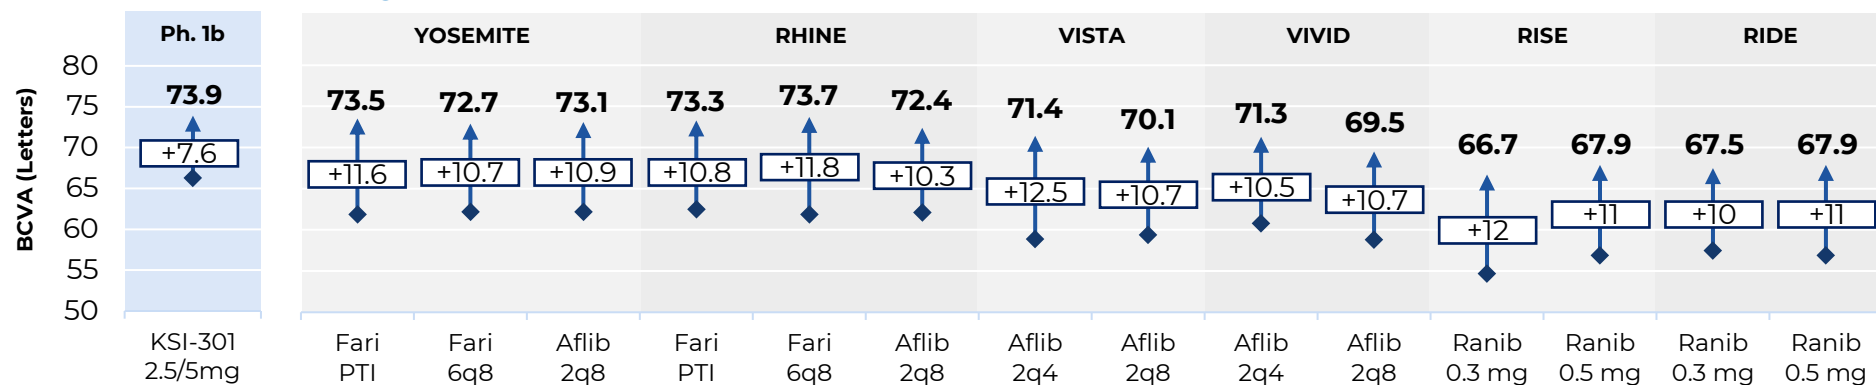 Ph. 1b YOSEMITE RHINE VISTA VIVID RISE RIDE
BCVA (Letters)
80
75
70
65
60
55
50
73.9 73.5 72.7 73.1 73.3 73.7 72.4 71.4 70.1 71.3 69.5 66.7 67.9 67.5 67.9
+7.6 +11.6 +10.7 +10.9 +10.8 +11.8 +10.3 +12.5 +10.7 +10.5 +10.7 +12 +11 +10 +11
KSI-301 Fari Fari Aflib Fari Fari Aflib Aflib Aflib Aflib Aflib Ranib Ranib Ranib Ranib
2.5/5mg PTI 6q8 2q8 PTI 6q8 2q8 2q4 2q8 2q4 2q8 0.3 mg 0.5 mg 0.3 mg 0.5 mg